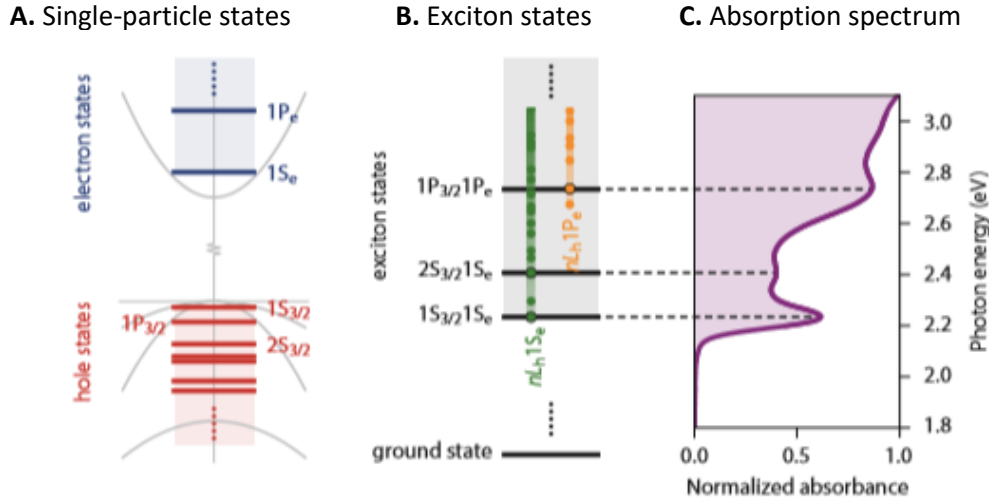 A. Single-particle states
B. Exciton states
C. Absorption spectrum
electron states
1Pₑ
1Sₑ
hole states
1S3/2
1P3/2
2S3/2
exciton states
1P3/21Pₑ
2S3/21Sₑ
1S3/21Sₑ
nLₕ1Sₑ
nLₕ1Pₑ
ground state
3.0
2.8
2.6
2.4
2.2
2.0
1.8
Photon energy (eV)
0.0 0.5 1.0
Normalized absorbance